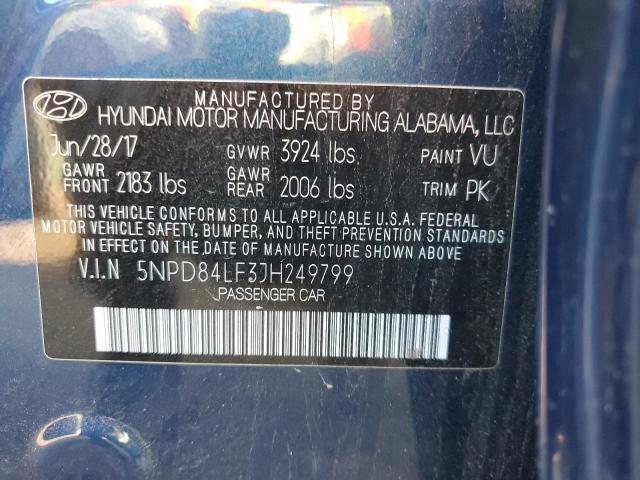 MANUFACTURED BY
HYUNDAI MOTOR MANUFACTURING ALABAMA, LLC
Jun/28/17 GVWR 3924 lbs PAINT VU
GAWR FRONT 2183 lbs GAWR REAR 2006 lbs TRIM PK
THIS VEHICLE CONFORMS TO ALL APPLICABLE U.S.A. FEDERAL
MOTOR VEHICLE SAFETY, BUMPER, AND THEFT PREVENTION STANDARDS
IN EFFECT ON THE DATE OF MANUFACTURE SHOWN ABOVE
V.I.N 5NPD84LF3JH249799
PASSENGER CAR